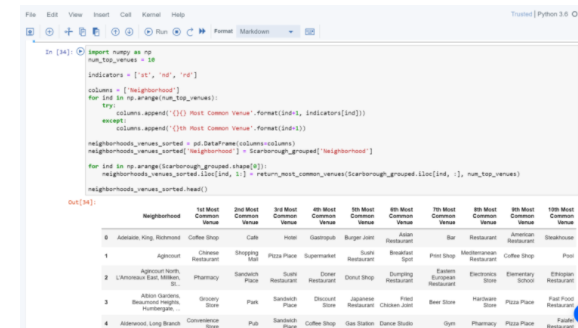 File Edit View Insert Cell Kernel Help
Trusted | Python 3.6
Run Format Markdown
In [34]: import numpy as np
num_top_venues = 10
indicators = ['st', 'nd', 'rd']
columns = ['Neighborhood']
for ind in np.arange(num_top_venues):
try:
columns.append('{}{} Most Common Venue'.format(ind+1, indicators[ind]))
except:
columns.append('{}th Most Common Venue'.format(ind+1))
neighborhoods_venues_sorted = pd.DataFrame(columns=columns)
neighborhoods_venues_sorted['Neighborhood'] = Scarborough_grouped['Neighborhood']
for ind in np.arange(Scarborough_grouped.shape[0]):
neighborhoods_venues_sorted.iloc[ind, 1:] = return_most_common_venues(Scarborough_grouped.iloc[ind, :], num_top_venues)
neighborhoods_venues_sorted.head()
Out[34]:
1st Most 2nd Most 3rd Most 4th Most 5th Most 6th Most 7th Most 8th Most 9th Most 10th Most
Neighborhood Common Common Common Common Common Common Common Common Common Common
Venue Venue Venue Venue Venue Venue Venue Venue Venue Venue
0 Adelaide, King, Richmond Coffee Shop Café Hotel Gastropub Burger Joint Asian Restaurant Bar Restaurant American Restaurant Steakhouse
1 Agincourt Chinese Restaurant Shopping Mall Pizza Place Supermarket Sushi Restaurant Breakfast Spot Print Shop Mediterranean Restaurant Coffee Shop Pool
2 Agincourt North, L'Amoreaux East, Milliken, St... Pharmacy Sandwich Place Sushi Restaurant Doner Restaurant Donut Shop Dumpling Restaurant Eastern European Restaurant Electronics Store Elementary School Ethiopian Restaurant
3 Albion Gardens, Beaumond Heights, Humbergate, ... Grocery Store Park Sandwich Place Discount Store Japanese Restaurant Fried Chicken Joint Beer Store Hardware Store Pizza Place Fast Food Restaurant
4 Alderwood, Long Branch Convenience Store Pub Sandwich Place Coffee Shop Gas Station Dance Studio Gym Pharmacy Pizza Place Falafel Restaurant